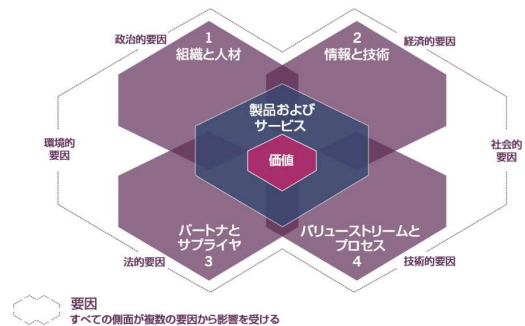 政治的要因
1
組織と人材
2
情報と技術
経済的要因
製品および
サービス
環境的
要因
価値
社会的
要因
パートナと
サプライヤ
3
バリューストリームと
プロセス
4
法的要因
技術的要因
要因
すべての側面が複数の要因から影響を受ける